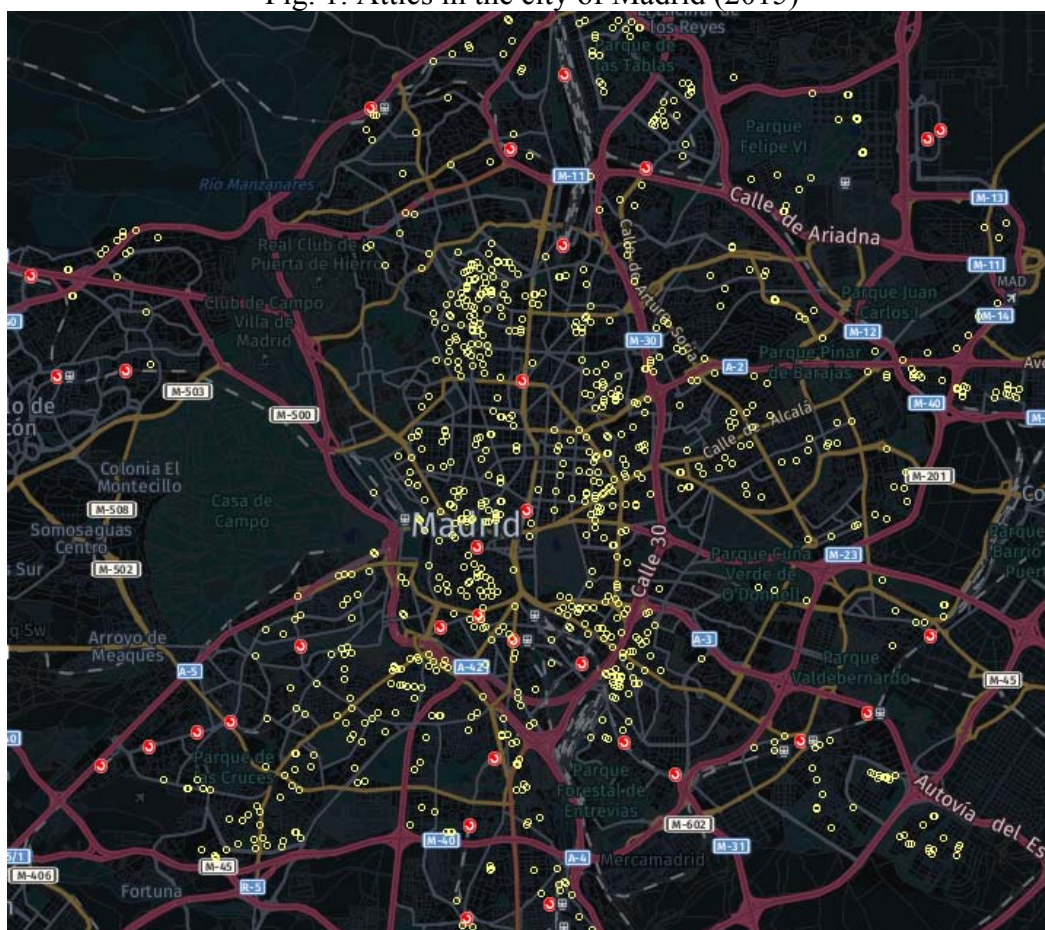 Fig. 1. Attics in the city of Madrid (2015)
los Reyes
Parque de
las Tablas
Parque
Felipe VI
M-11
Río Manzanares
Calle de Ariadna
M-13
Real Club de
Puerta de Hierro
Calle de Arturo Soria
M-11
MAD
Club de Campo
Villa de
Madrid
Parque Juan
Carlos I
M-14
M-12
M-30
A-2
Parque Pinar
de Barajas
M-503
M-40
M-500
Calle de Alcalá
Colonia El
Montecillo
M-201
M-508
Casa de
Campo
Madrid
Somosaguas
Centro
Calle 30
M-23
Parque Cuña
Verde de
O'Donnell
M-502
Sur
Arroyo de
Meaques
A-3
A-5
A-42
Parque
Valdebernardo
M-45
Parque de
las Cruces
Parque
Forestal de
Entrevías
Autovía del Es
M-602
M-40
M-31
A-4
Mercamadrid
M-45
M-406
R-5
Fortuna